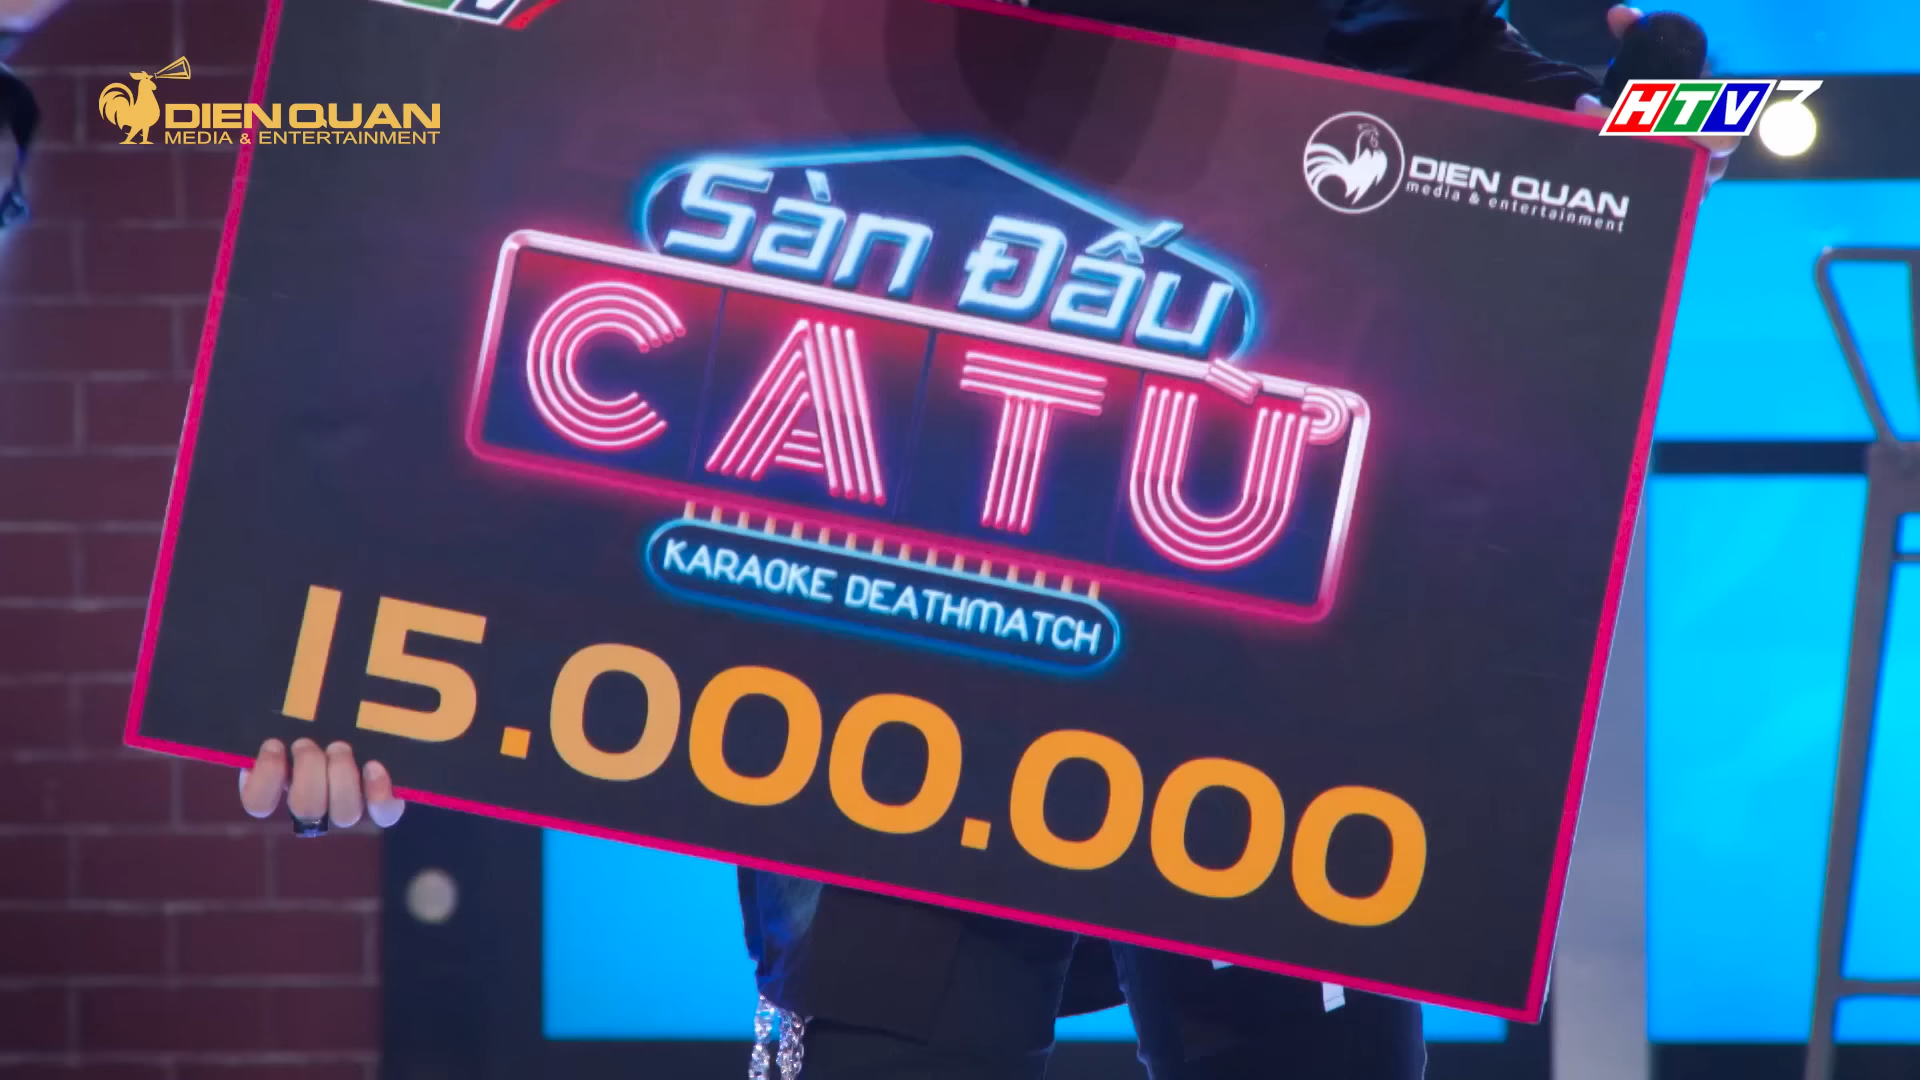 DIEN QUAN
MEDIA & ENTERTAINMENT
HTV3
DIEN QUAN
media & entertainment
Sàn Đấu
CA TỪ
KARAOKE DEATHMATCH
15.000.000